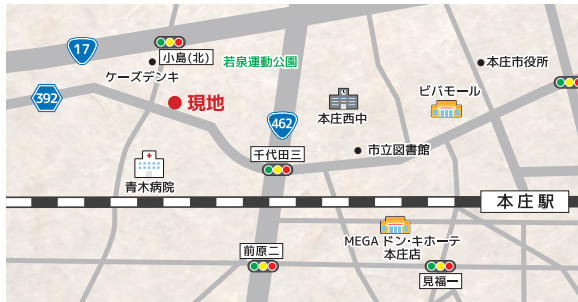 17
小島(北)
若泉運動公園
本庄市役所
ケーズデンキ
ビバモール
392
現地
本庄西中
462
千代田三
市立図書館
青木病院
本庄駅
MEGA ドン・キホーテ
本庄店
前原二
見福一